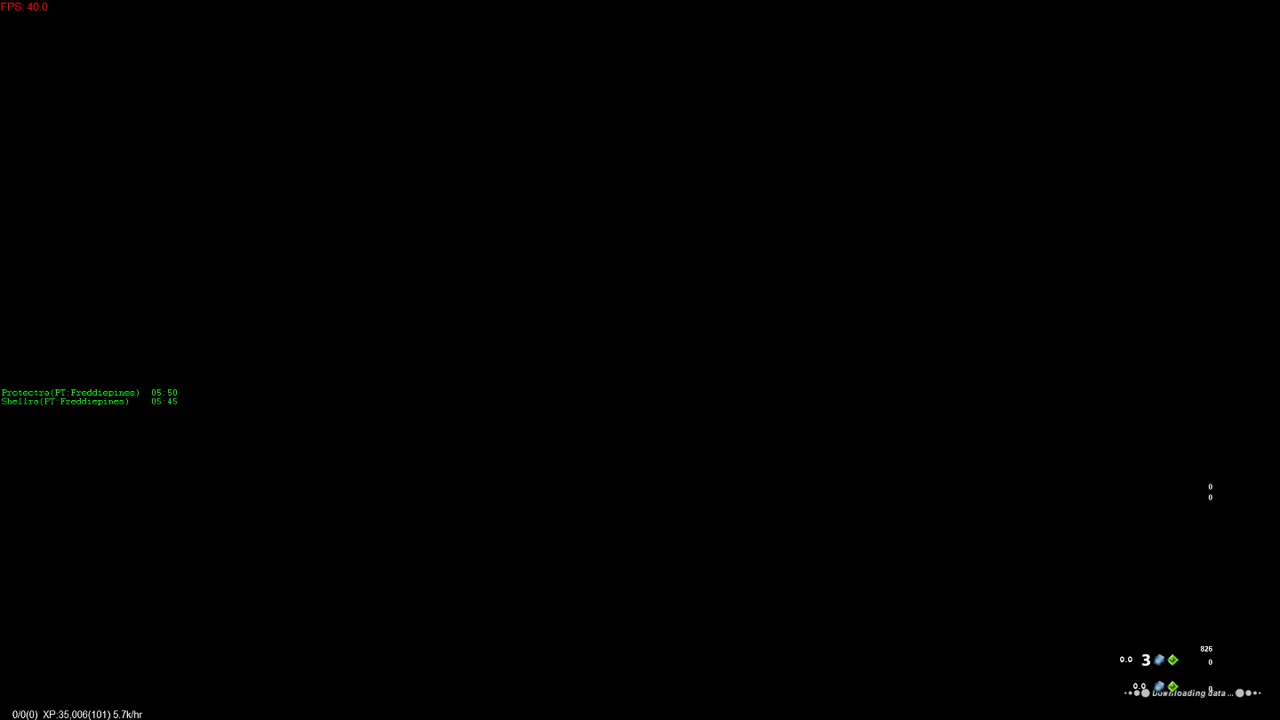 FPS: 40.0
Protectra(PT:Freddiepines) 05:50
Shellra(PT:Freddiepines) 05:45
0
0
826
0.0 3 0
0.0 0
Downloading data ...
0/0(0) XP:35,006(101) 5.7k/hr